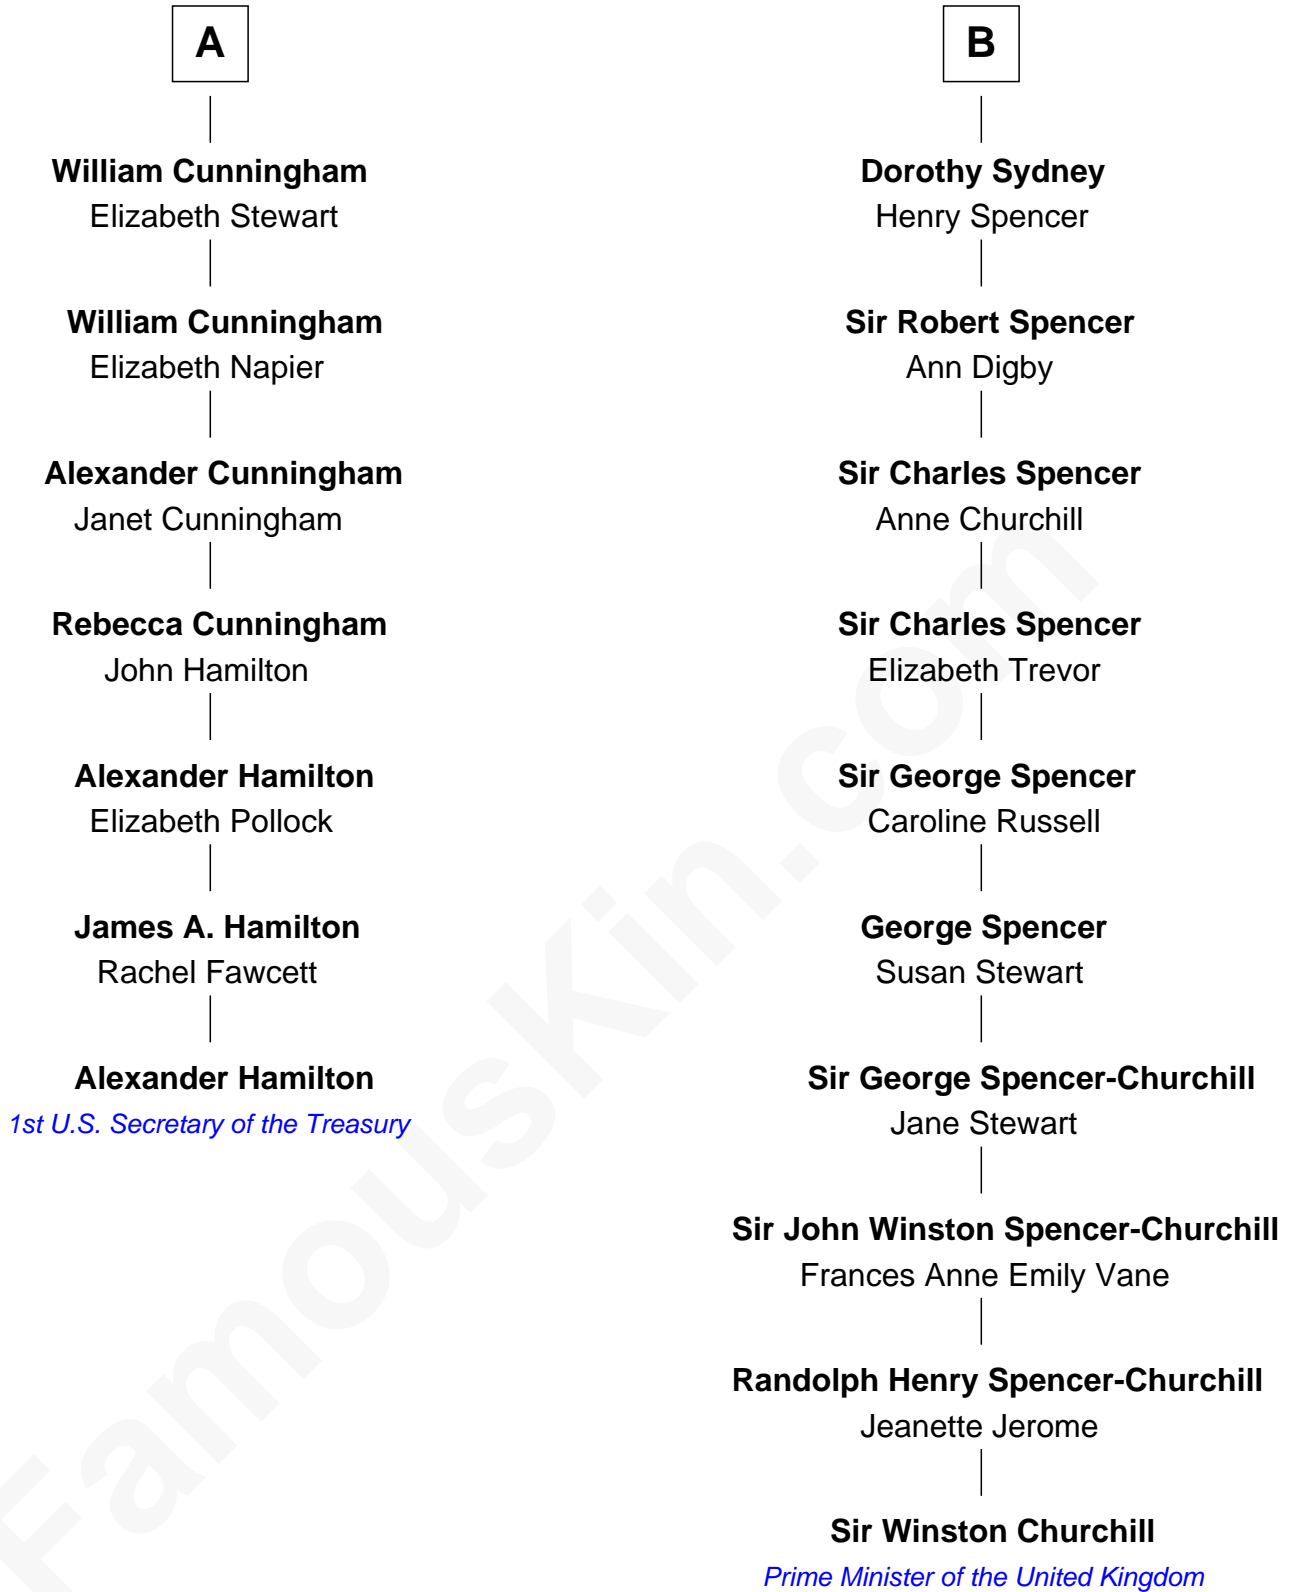 A
William Cunningham
Elizabeth Stewart
William Cunningham
Elizabeth Napier
Alexander Cunningham
Janet Cunningham
Rebecca Cunningham
John Hamilton
Alexander Hamilton
Elizabeth Pollock
James A. Hamilton
Rachel Fawcett
Alexander Hamilton
1st U.S. Secretary of the Treasury
B
Dorothy Sydney
Henry Spencer
Sir Robert Spencer
Ann Digby
Sir Charles Spencer
Anne Churchill
Sir Charles Spencer
Elizabeth Trevor
Sir George Spencer
Caroline Russell
George Spencer
Susan Stewart
Sir George Spencer-Churchill
Jane Stewart
Sir John Winston Spencer-Churchill
Frances Anne Emily Vane
Randolph Henry Spencer-Churchill
Jeanette Jerome
Sir Winston Churchill
Prime Minister of the United Kingdom
FamousKin.com